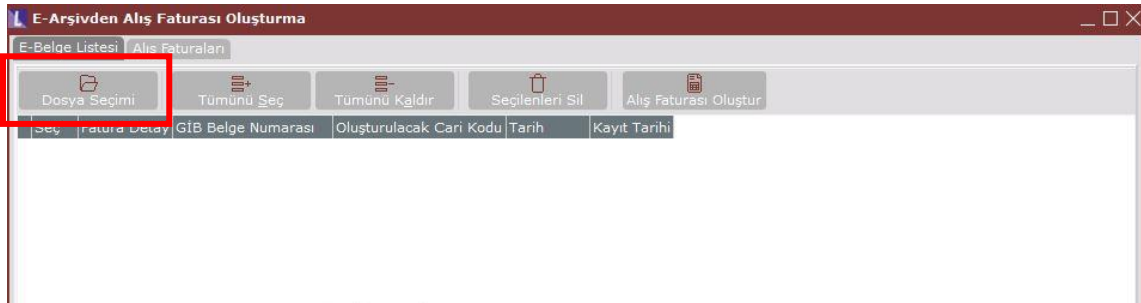 E-Arşivden Alış Faturası Oluşturma
E-Belge Listesi Alış Faturaları
Dosya Seçimi Tümünü Seç Tümünü Kaldır Seçilenleri Sil Alış Faturası Oluştur
Seç Fatura Detay GİB Belge Numarası Oluşturulacak Cari Kodu Tarih Kayıt Tarihi